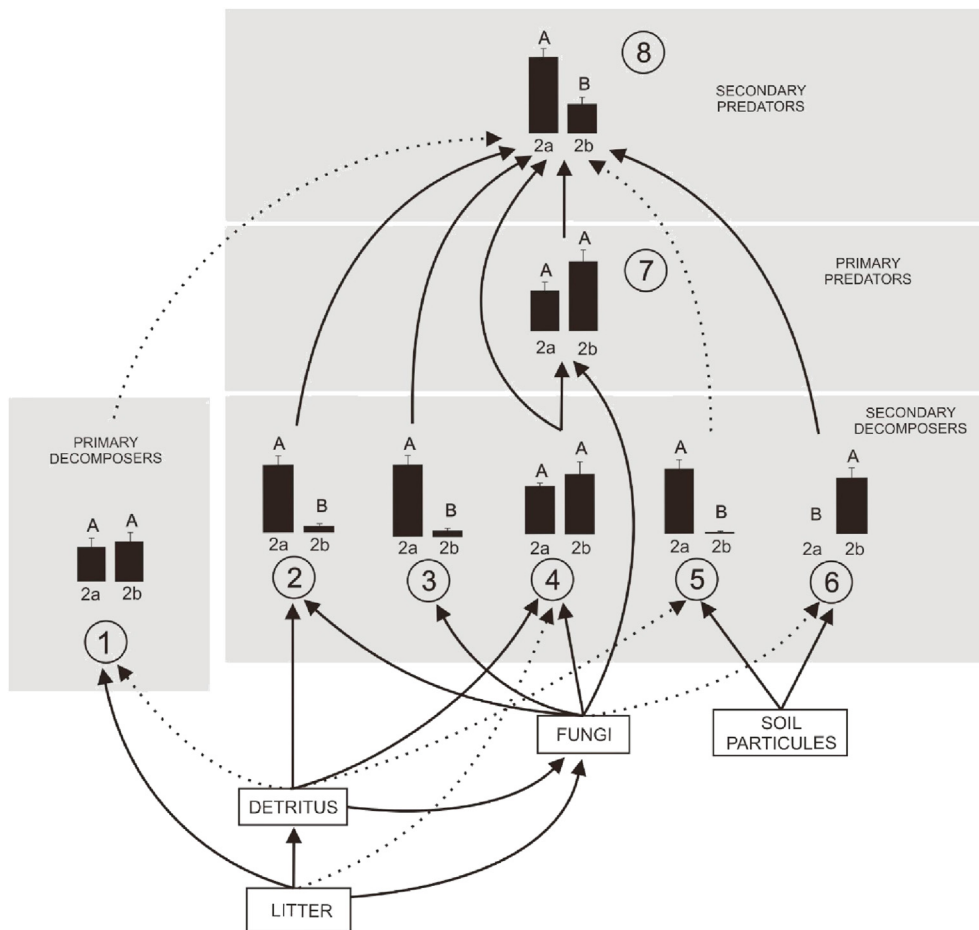 A
8
B
SECONDARY
PREDATORS
2a 2b
A
A
7
PRIMARY
PREDATORS
2a 2b
SECONDARY
DECOMPOSERS
PRIMARY
DECOMPOSERS
A A
2a 2b
1
A B
2a 2b
2
A B
2a 2b
3
A A
2a 2b
4
A B
2a 2b
5
B A
2a 2b
6
FUNGI
SOIL
PARTICULES
DETRITUS
LITTER